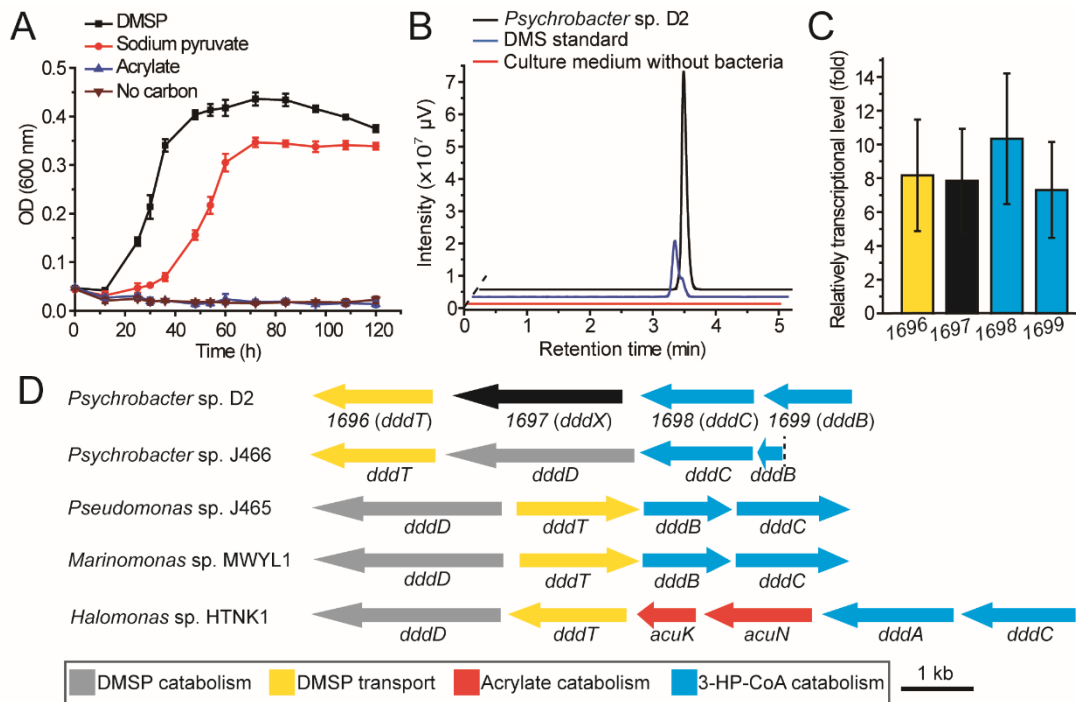 A
DMSP
Sodium pyruvate
Acrylate
No carbon
0.5
0.4
0.3
0.2
0.1
0.0
OD (600 nm)
0 20 40 60 80 100 120
Time (h)
B
Psychrobacter sp. D2
DMS standard
Culture medium without bacteria
7
6
5
4
3
2
1
0
Intensity (×10⁷ μV)
0 1 2 3 4 5
Retention time (min)
C
Relatively transcriptional level (fold)
14
12
10
8
6
4
2
0
1696 1697 1698 1699
D
Psychrobacter sp. D2
1696 (dddT) 1697 (dddX) 1698 (dddC) 1699 (dddB)
Psychrobacter sp. J466
dddT dddD dddC dddB
Pseudomonas sp. J465
dddD dddT dddB dddC
Marinomonas sp. MWYL1
dddD dddT dddB dddC
Halomonas sp. HTNK1
dddD dddT acuK acuN dddA dddC
DMSP catabolism DMSP transport Acrylate catabolism 3-HP-CoA catabolism
1 kb